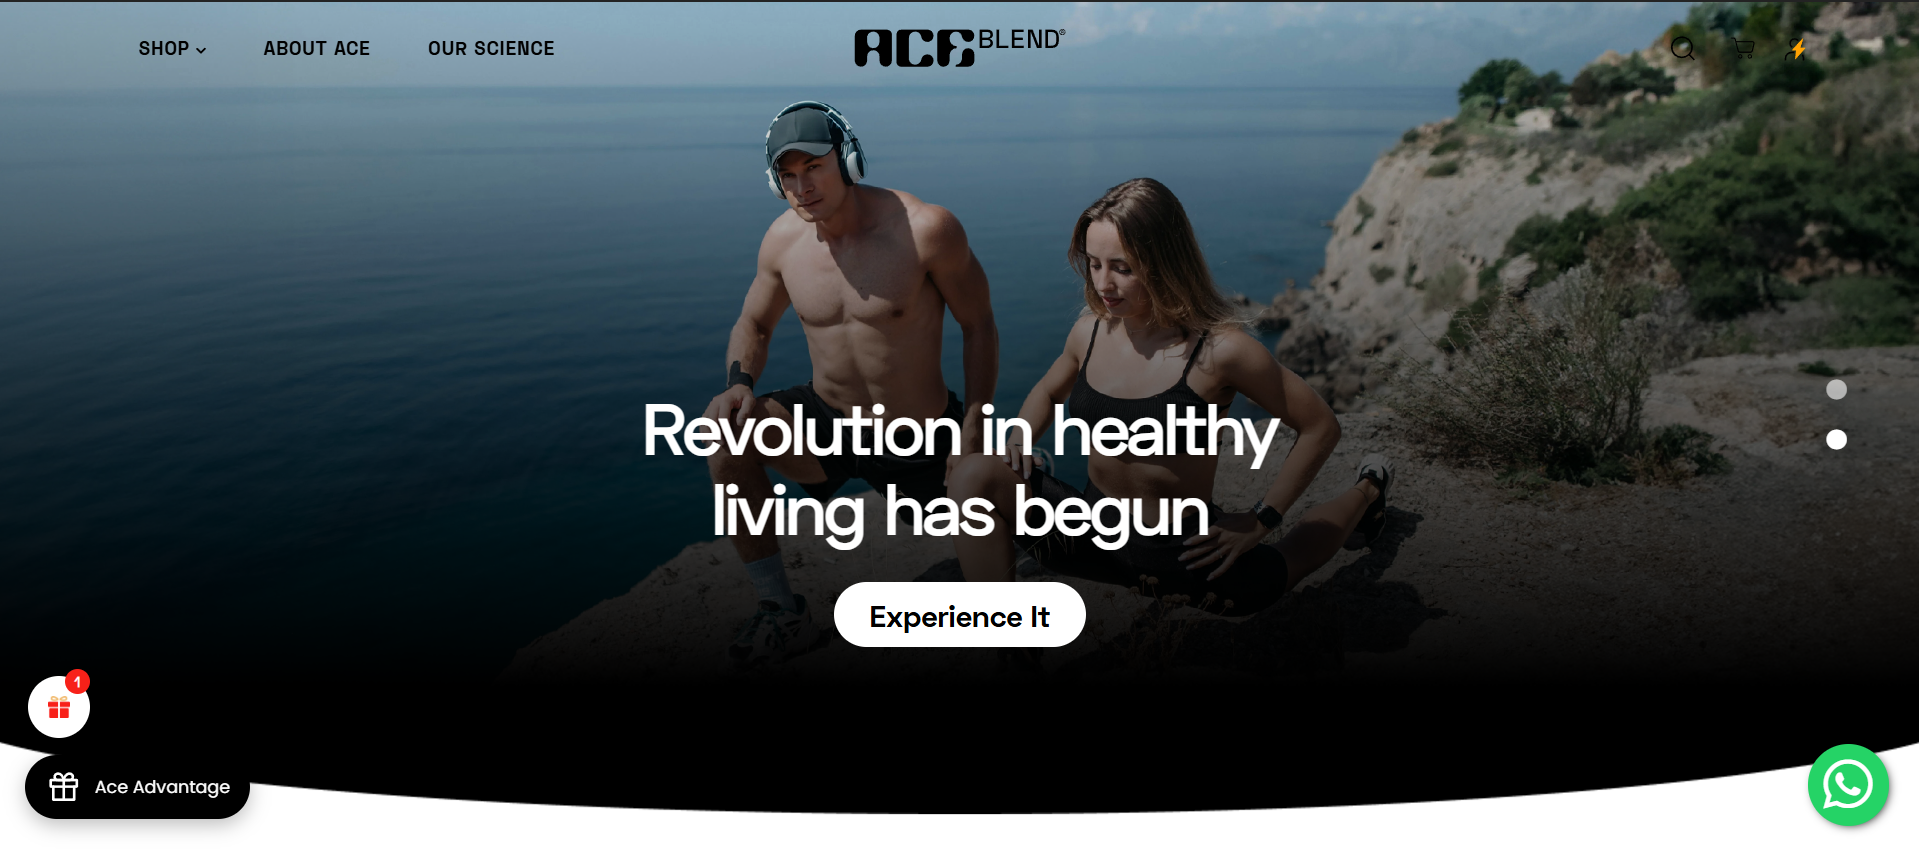 SHOP
ABOUT ACE
OUR SCIENCE
ACE BLEND®
Revolution in healthy
living has begun
Experience It
1
Ace Advantage